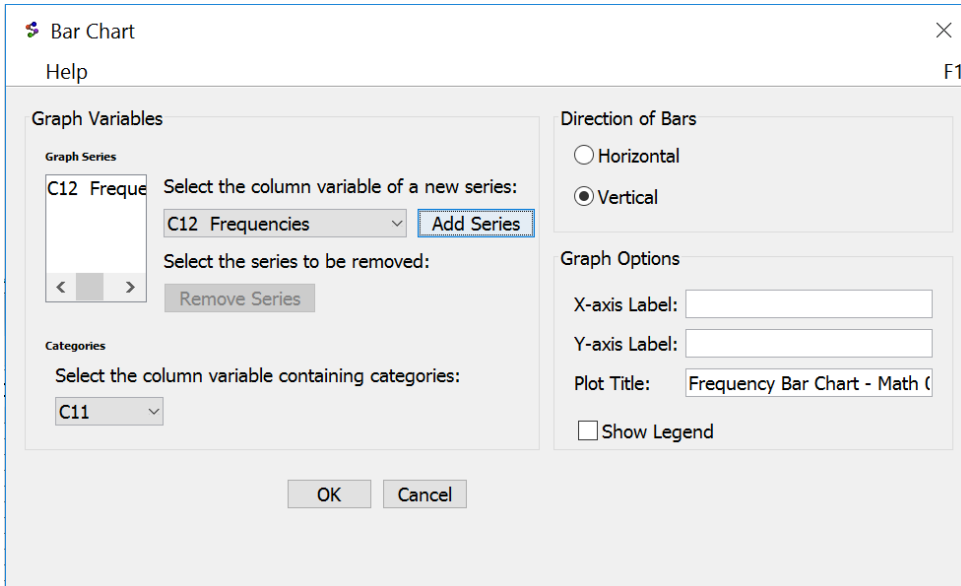 Bar Chart
Help
F1
Graph Variables
Graph Series
C12 Freque
Select the column variable of a new series:
C12 Frequencies
Add Series
Select the series to be removed:
Remove Series
Categories
Select the column variable containing categories:
C11
Direction of Bars
Horizontal
Vertical
Graph Options
X-axis Label:
Y-axis Label:
Plot Title:
Frequency Bar Chart - Math
Show Legend
OK
Cancel